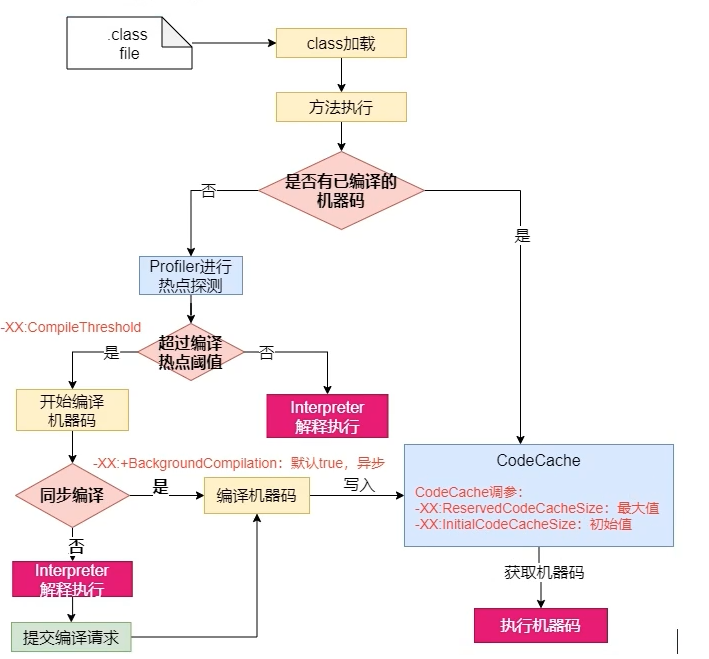 .class
file
class加载
方法执行
是否有已编译的
机器码
否
是
Profiler进行
热点探测
-XX:CompileThreshold
超过编译
热点阈值
是
否
开始编译
机器码
Interpreter
解释执行
-XX:+BackgroundCompilation：默认true，异步
同步编译
是
编译机器码
写入
CodeCache
CodeCache调参：
-XX:ReservedCodeCacheSize：最大值
-XX:InitialCodeCacheSize：初始值
否
Interpreter
解释执行
获取机器码
提交编译请求
执行机器码